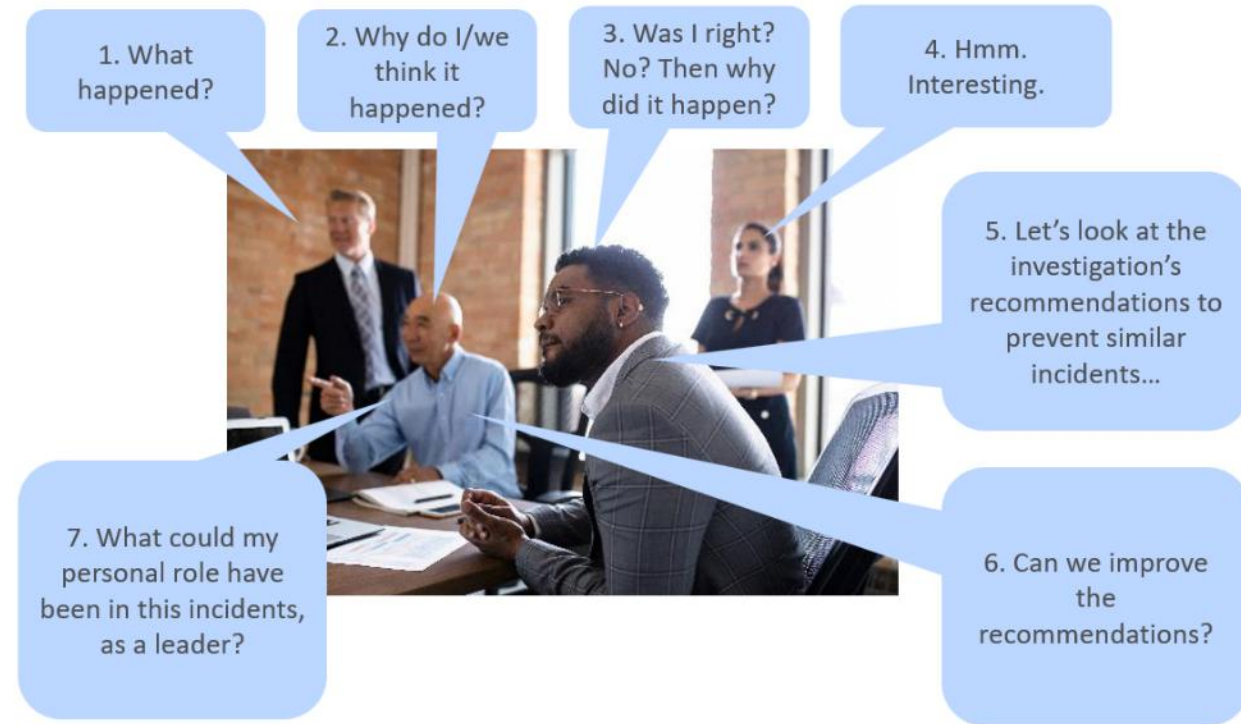 1. What
happened?
2. Why do I/we
think it
happened?
3. Was I right?
No? Then why
did it happen?
4. Hmm.
Interesting.
5. Let’s look at the
investigation’s
recommendations to
prevent similar
incidents…
6. Can we improve
the
recommendations?
7. What could my
personal role have
been in this incidents,
as a leader?